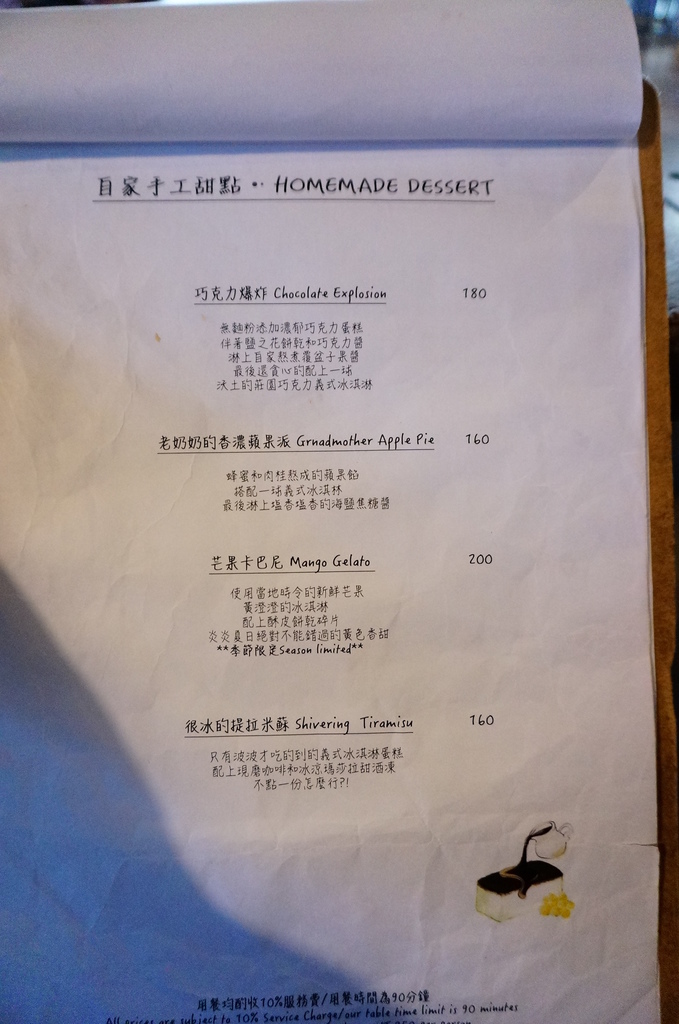 自家手工甜點·· HOMEMADE DESSERT
巧克力爆炸 Chocolate Explosion 180
無麵粉添加濃郁巧克力蛋糕
伴著鹽之花餅乾和巧克力醬
淋上自家熬煮覆盆子果醬
最後還貪心的配上一球
沃土的莊園巧克力義式冰淇淋
老奶奶的香濃蘋果派 Grnadmother Apple Pie 160
蜂蜜和肉桂熬成的蘋果餡
搭配一球義式冰淇淋
最後淋上塩香塩香的海鹽焦糖醬
芒果卡巴尼 Mango Gelato 200
使用當地時令的新鮮芒果
黃澄澄的冰淇淋
配上酥皮餅乾碎片
炎炎夏日絕對不能錯過的黃色香甜
**季節限定Season limited**
很冰的提拉米蘇 Shivering Tiramisu 160
只有波波才吃的到的義式冰淇淋蛋糕
配上現磨咖啡和冰涼瑪莎拉甜酒凍
不點一份怎麼行?!
用餐均酌收10%服務費/用餐時間為90分鐘
All prices are subject to 10% Service Charge/our table time limit is 90 minutes